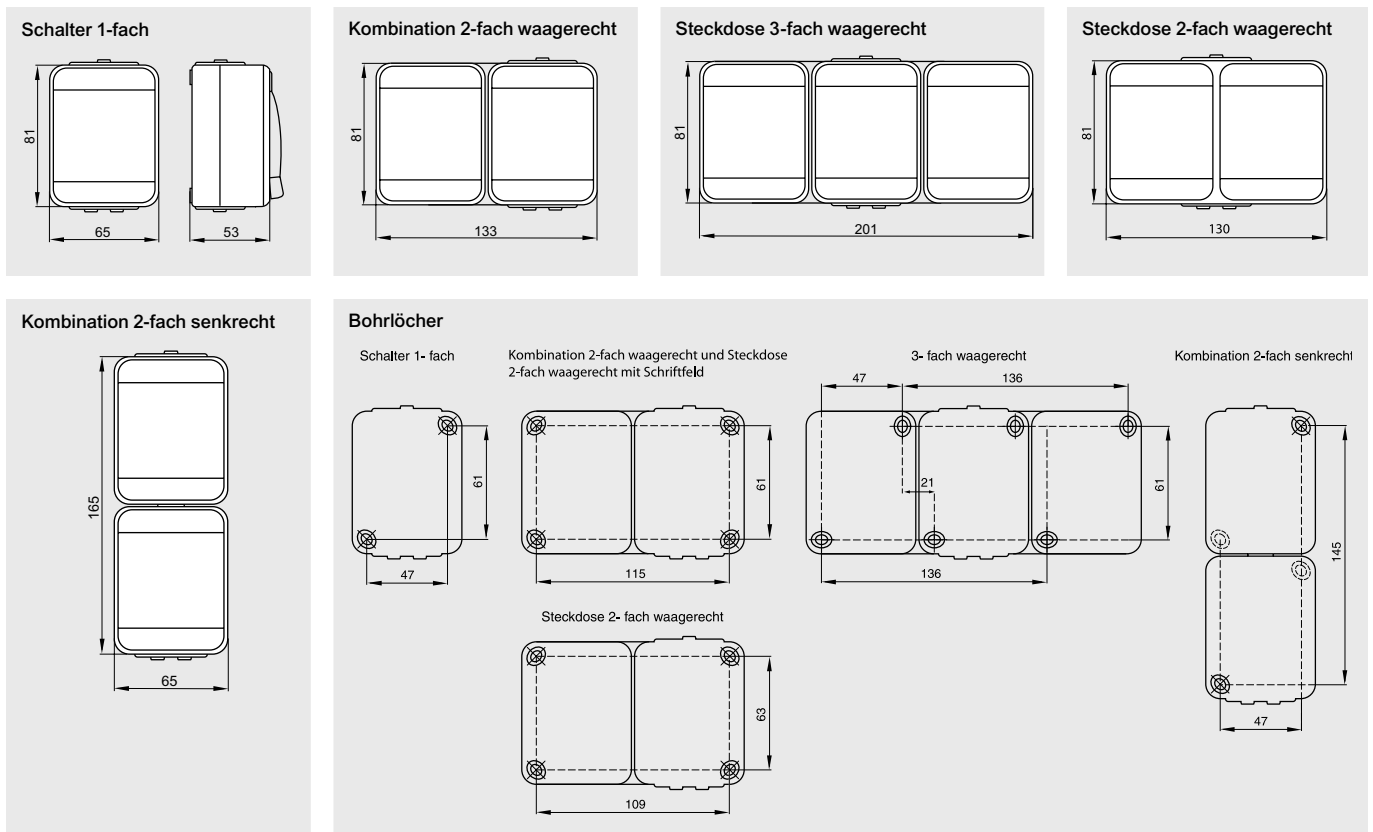 Schalter 1-fach
81
65
53
Kombination 2-fach waagerecht
81
133
Steckdose 3-fach waagerecht
81
201
Steckdose 2-fach waagerecht
81
130
Kombination 2-fach senkrecht
165
65
Bohrlöcher
Schalter 1- fach
61
47
Kombination 2-fach waagerecht und Steckdose
2-fach waagerecht mit Schriftfeld
61
115
3- fach waagerecht
47
136
21
61
136
Kombination 2-fach senkrecht
145
47
Steckdose 2- fach waagerecht
63
109